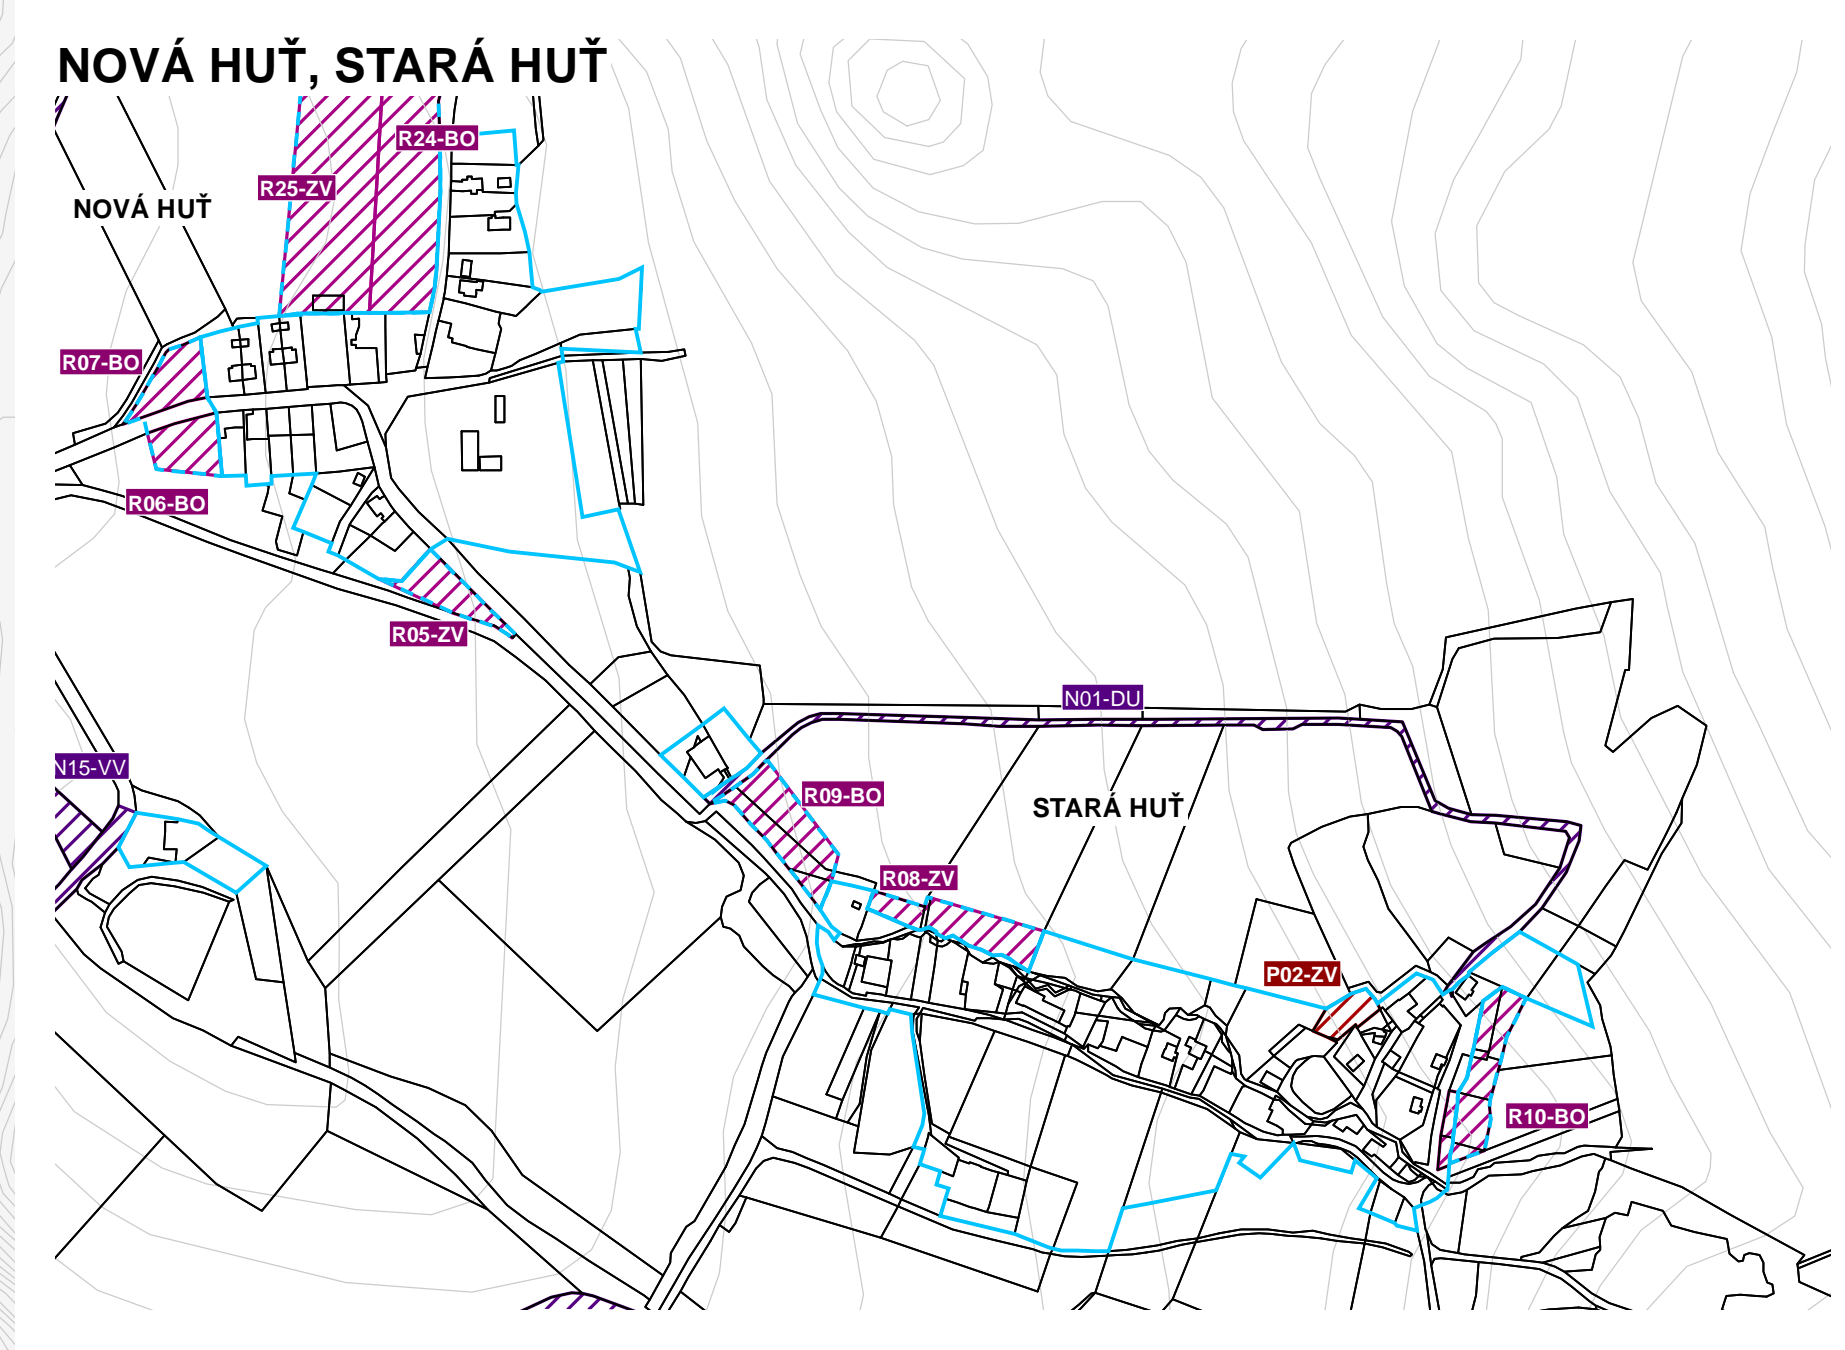 NOVÁ HUŤ, STARÁ HUŤ
R24-BO
R25-ZV
NOVÁ HUŤ
R07-BO
R06-BO
R05-ZV
N01-DU
N15-VV
R09-BO
STARÁ HUŤ
R08-ZV
P02-ZV
R10-BO